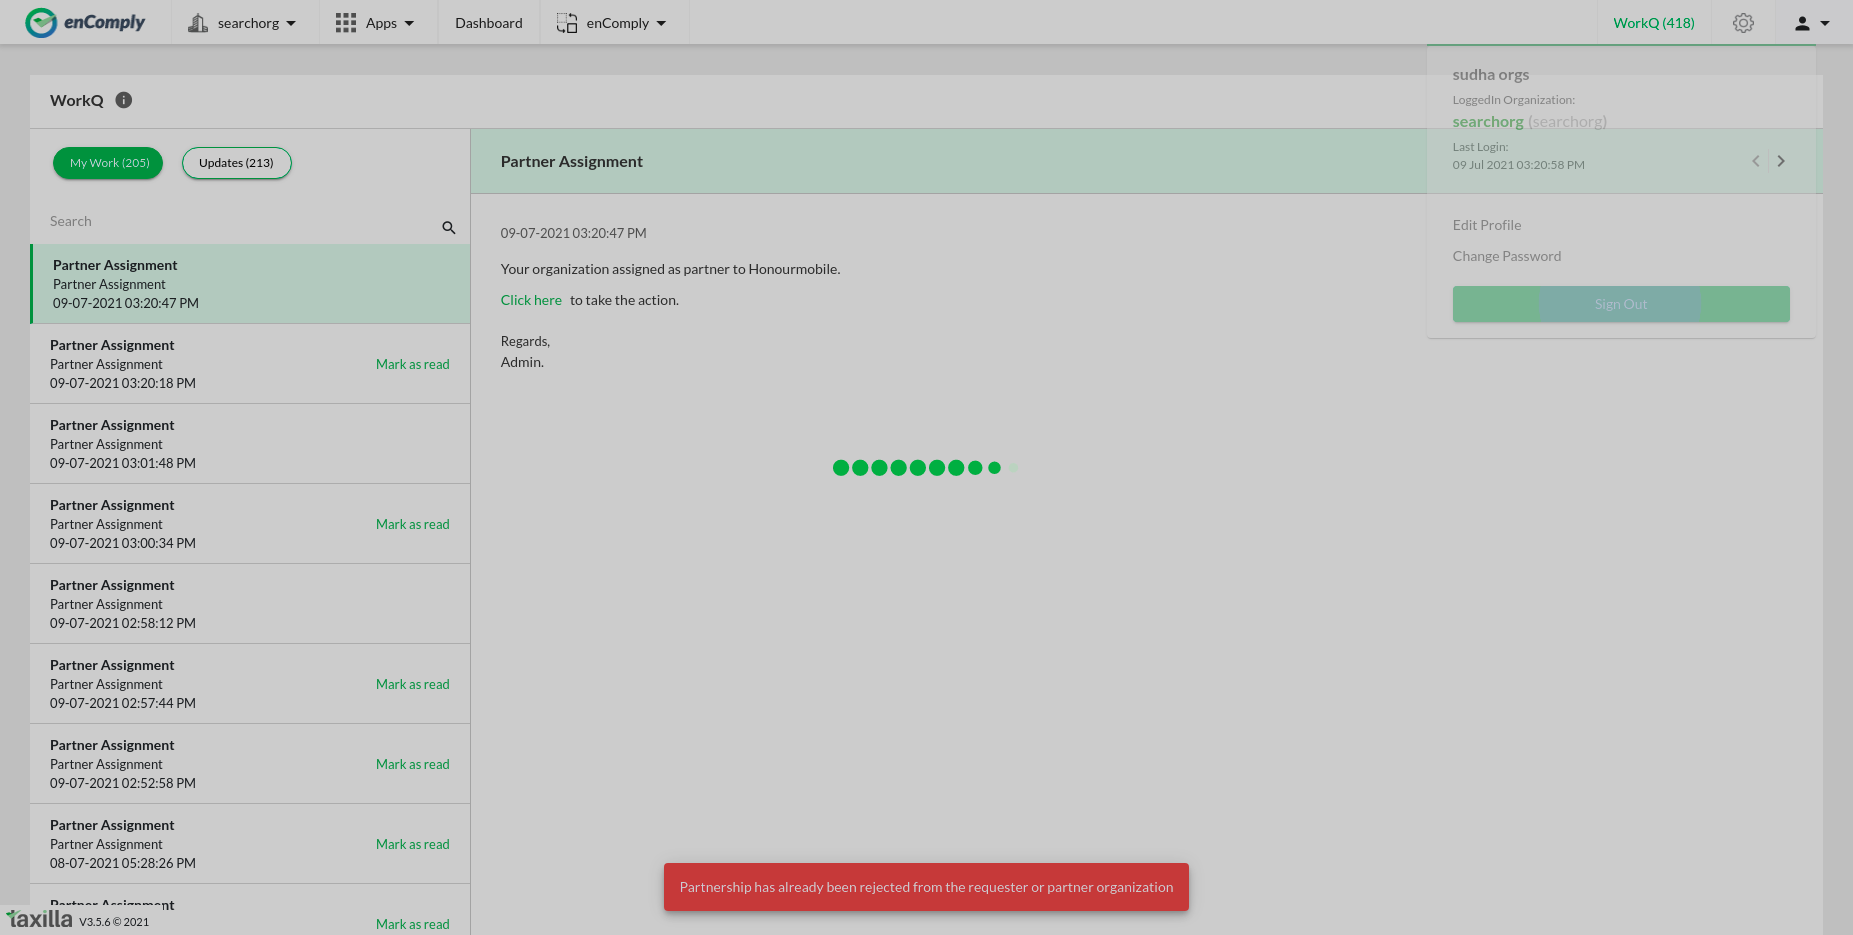 enComply
searchorg
Apps
Dashboard
enComply
WorkQ (418)
sudha orgs
LoggedIn Organization:
searchorg (searchorg)
Last Login:
09 Jul 2021 03:20:58 PM
Edit Profile
Change Password
Sign Out
WorkQ
My Work (205)
Updates (213)
Search
Partner Assignment
Partner Assignment
09-07-2021 03:20:47 PM
Partner Assignment
Partner Assignment
Mark as read
09-07-2021 03:20:18 PM
Partner Assignment
Partner Assignment
09-07-2021 03:01:48 PM
Partner Assignment
Partner Assignment
Mark as read
09-07-2021 03:00:34 PM
Partner Assignment
Partner Assignment
09-07-2021 02:58:12 PM
Partner Assignment
Partner Assignment
Mark as read
09-07-2021 02:57:44 PM
Partner Assignment
Partner Assignment
Mark as read
09-07-2021 02:52:58 PM
Partner Assignment
Partner Assignment
Mark as read
08-07-2021 05:28:26 PM
Partner Assignment
Mark as read
taxilla V3.5.6 © 2021
Partner Assignment
09-07-2021 03:20:47 PM
Your organization assigned as partner to Honourmobile.
Click here to take the action.
Regards,
Admin.
Partnership has already been rejected from the requester or partner organization